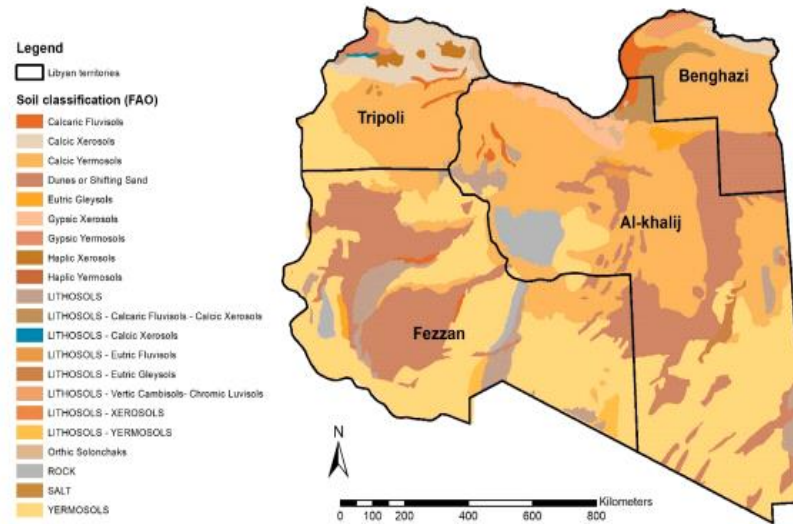 Legend
Libyan territories
Soil classification (FAO)
Calcaric Fluvisols
Calcic Xerosols
Calcic Yermosols
Dunes or Shifting Sand
Eutric Gleysols
Gypsic Xerosols
Gypsic Yermosols
Haplic Xerosols
Haplic Yermosols
LITHOSOLS
LITHOSOLS - Calcaric Fluvisols - Calcic Xerosols
LITHOSOLS - Calcic Xerosols
LITHOSOLS - Eutric Fluvisols
LITHOSOLS - Eutric Gleysols
LITHOSOLS - Vertic Cambisols- Chromic Luvisols
LITHOSOLS - XEROSOLS
LITHOSOLS - YERMOSOLS
Orthic Solonchaks
ROCK
SALT
YERMOSOLS
Tripoli
Benghazi
Al-khalij
Fezzan
N
Kilometers
0 100 200 400 600 800